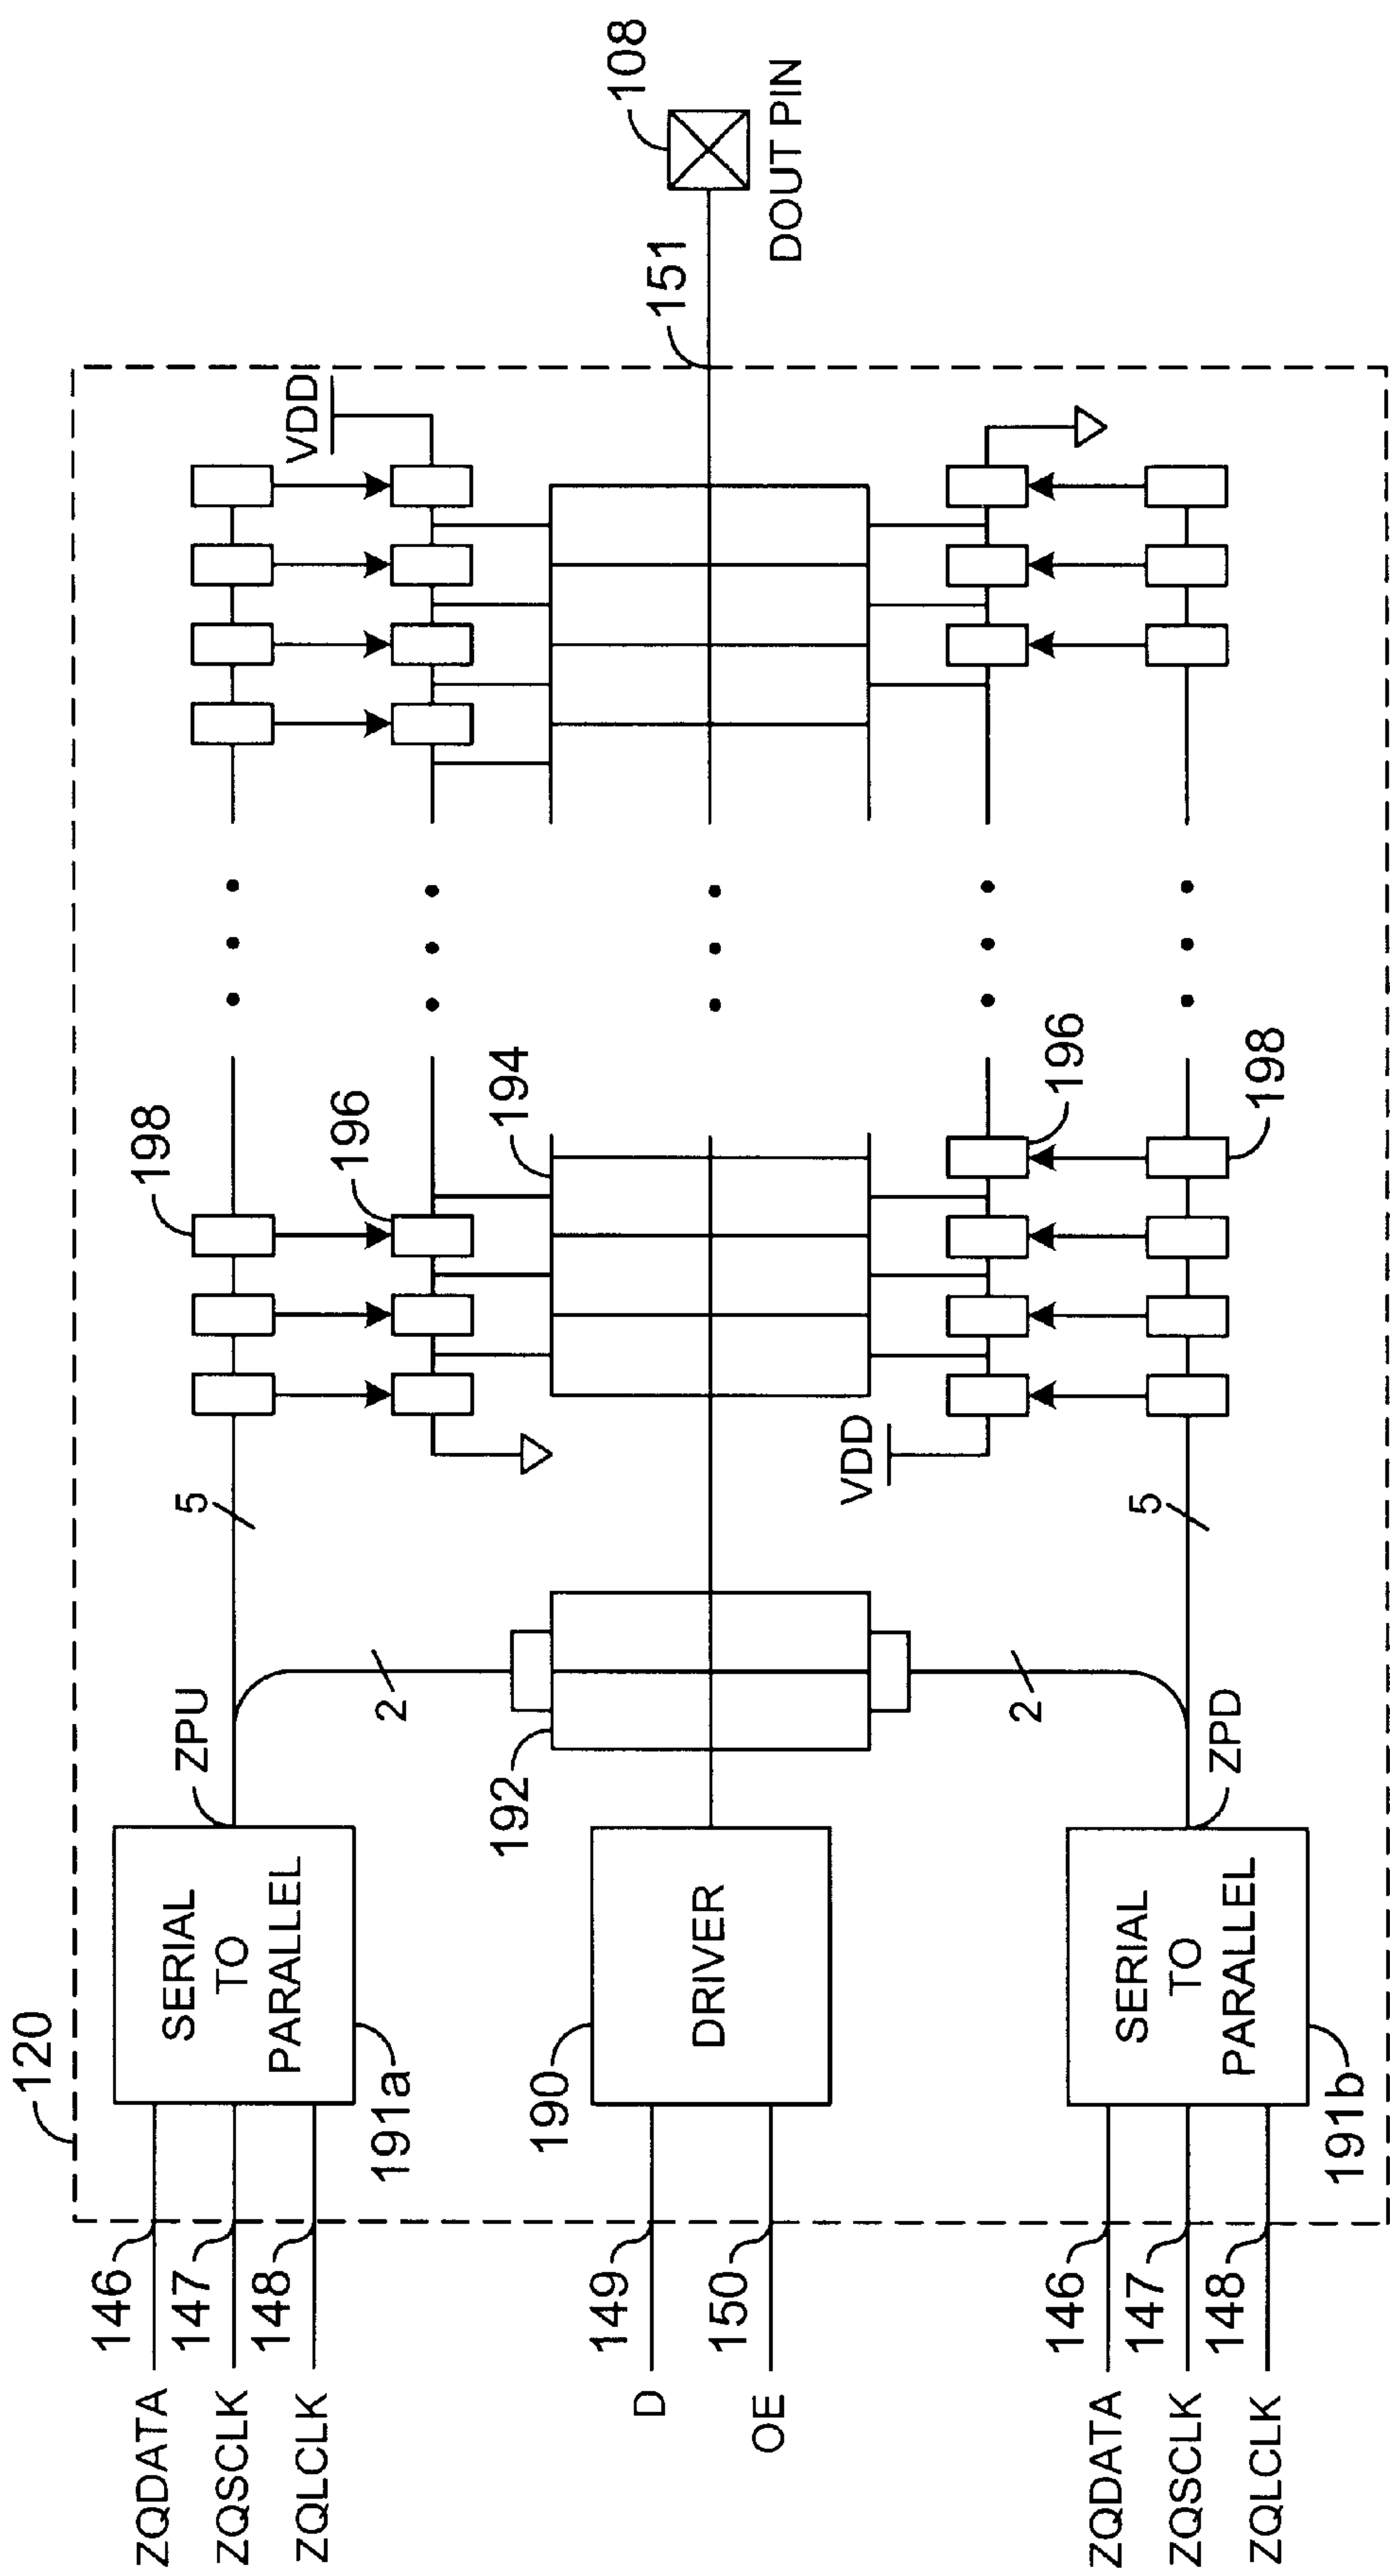 120
ZQDATA 146
ZQSCLK 147
ZQLCLK 148
SERIAL
TO
PARALLEL
191a
ZPU
5
2
198
196
194
VDD
D 149
OE 150
190
DRIVER
192
151
108
DOUT PIN
ZQDATA 146
ZQSCLK 147
ZQLCLK 148
SERIAL
TO
PARALLEL
191b
ZPD
2
5
VDD
196
198